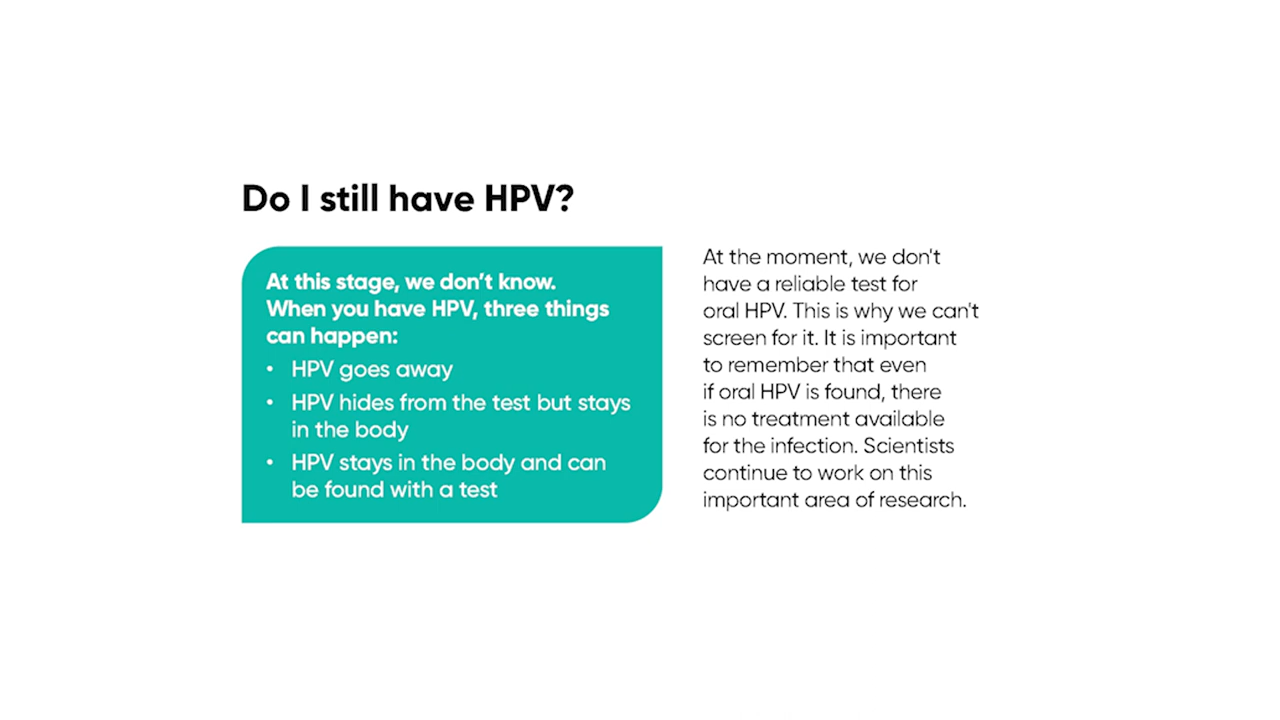 Do I still have HPV?
At this stage, we don’t know.
When you have HPV, three things
can happen:
• HPV goes away
• HPV hides from the test but stays
in the body
• HPV stays in the body and can
be found with a test
At the moment, we don't
have a reliable test for
oral HPV. This is why we can't
screen for it. It is important
to remember that even
if oral HPV is found, there
is no treatment available
for the infection. Scientists
continue to work on this
important area of research.